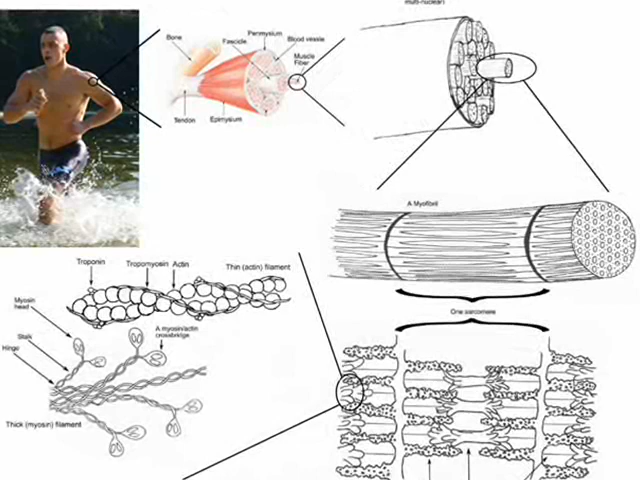 multi-nuclear)
Bone
Fascicle
Perimysium
Blood vessle
Muscle
Fiber
Tendon
Epimysium
A Myofibril
One sarcomere
Troponin
Tropomyosin
Actin
Thin (actin) filament
Myosin
head
Stalk
Hinge
A myosin/actin
crossbridge
Thick (myosin) filament